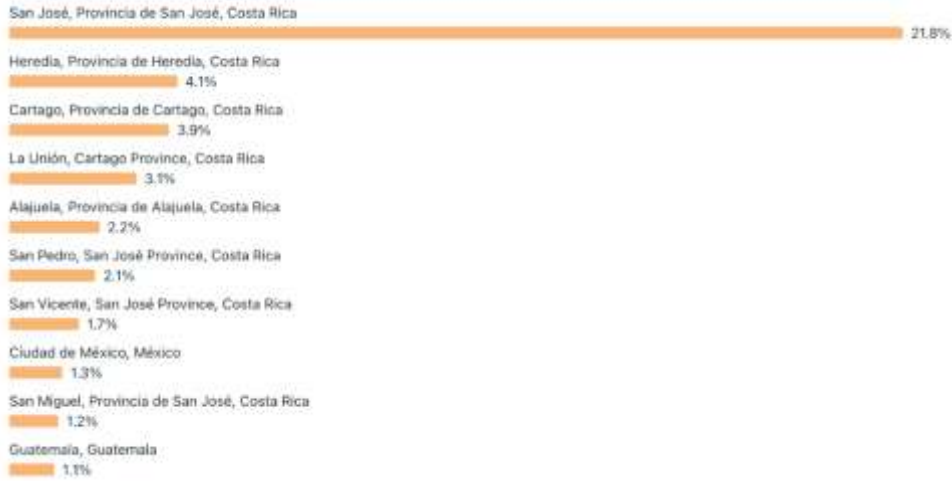 San José, Provincia de San José, Costa Rica
21.8%
Heredia, Provincia de Heredia, Costa Rica
4.1%
Cartago, Provincia de Cartago, Costa Rica
3.9%
La Unión, Cartago Province, Costa Rica
3.1%
Alajuela, Provincia de Alajuela, Costa Rica
2.2%
San Pedro, San José Province, Costa Rica
2.1%
San Vicente, San José Province, Costa Rica
1.7%
Ciudad de México, México
1.3%
San Miguel, Provincia de San José, Costa Rica
1.2%
Guatemala, Guatemala
1.1%